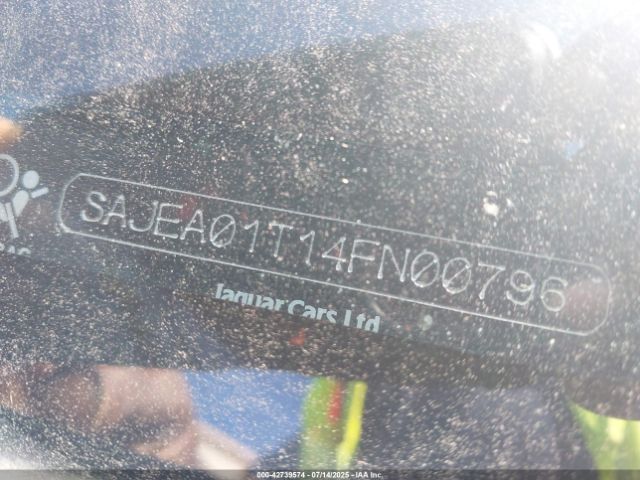 SAJEA01T14FN00796
Jaguar Cars Ltd
000-42739574 - 07/14/2025 - IAA Inc.